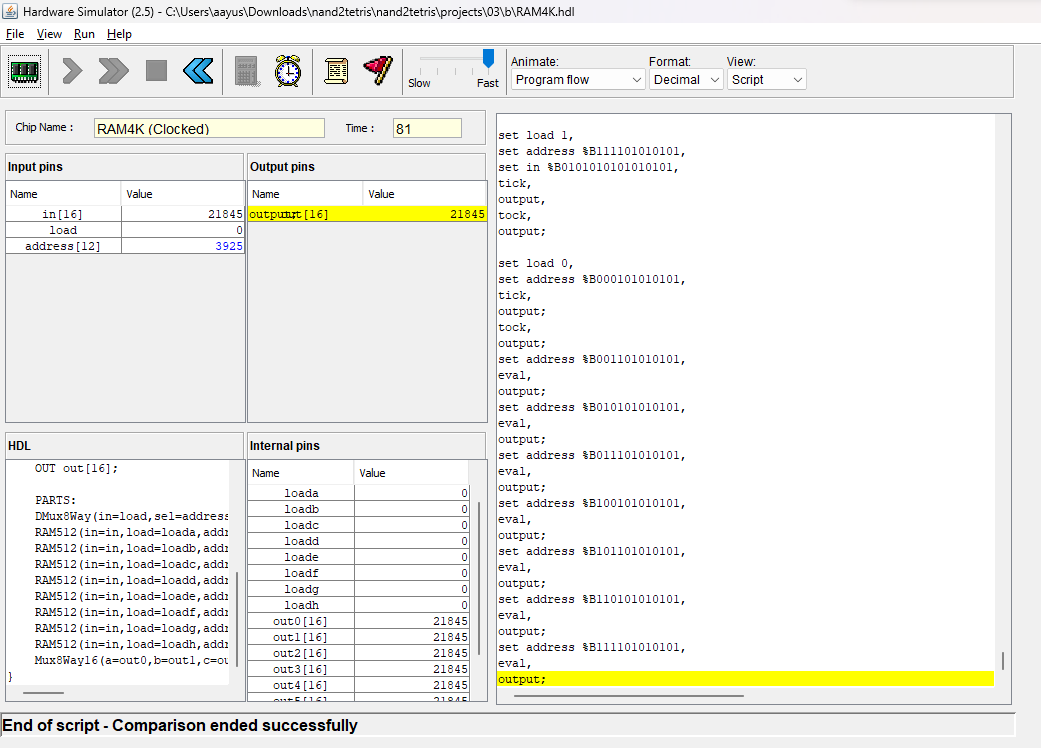 Hardware Simulator (2.5) - C:\Users\aayus\Downloads\nand2tetris\nand2tetris\projects\03\b\RAM4K.hdl
File View Run Help
Slow Fast
Animate: Format: View:
Program flow Decimal Script
Chip Name : RAM4K (Clocked) Time : 81
Input pins
Name Value
in[16] 21845
load 0
address[12] 3925
Output pins
Name Value
out[16] 21845
HDL
OUT out[16];
PARTS:
DMux8Way(in=load,sel=address
RAM512(in=in,load=loada,addr
RAM512(in=in,load=loadb,addr
RAM512(in=in,load=loadc,addr
RAM512(in=in,load=loadd,addr
RAM512(in=in,load=loade,addr
RAM512(in=in,load=loadf,addr
RAM512(in=in,load=loadg,addr
RAM512(in=in,load=loadh,addr
Mux8Way16(a=out0,b=out1,c=ou
}
Internal pins
Name Value
loada 0
loadb 0
loadc 0
loadd 0
loade 0
loadf 0
loadg 0
loadh 0
out0[16] 21845
out1[16] 21845
out2[16] 21845
out3[16] 21845
out4[16] 21845
out5[16] 21845
set load 1,
set address %B111101010101,
set in %B0101010101010101,
tick,
output,
tock,
output;
set load 0,
set address %B000101010101,
tick,
output;
tock,
output;
set address %B001101010101,
eval,
output;
set address %B010101010101,
eval,
output;
set address %B011101010101,
eval,
output;
set address %B100101010101,
eval,
output;
set address %B101101010101,
eval,
output;
set address %B110101010101,
eval,
output;
set address %B111101010101,
eval,
output;
End of script - Comparison ended successfully